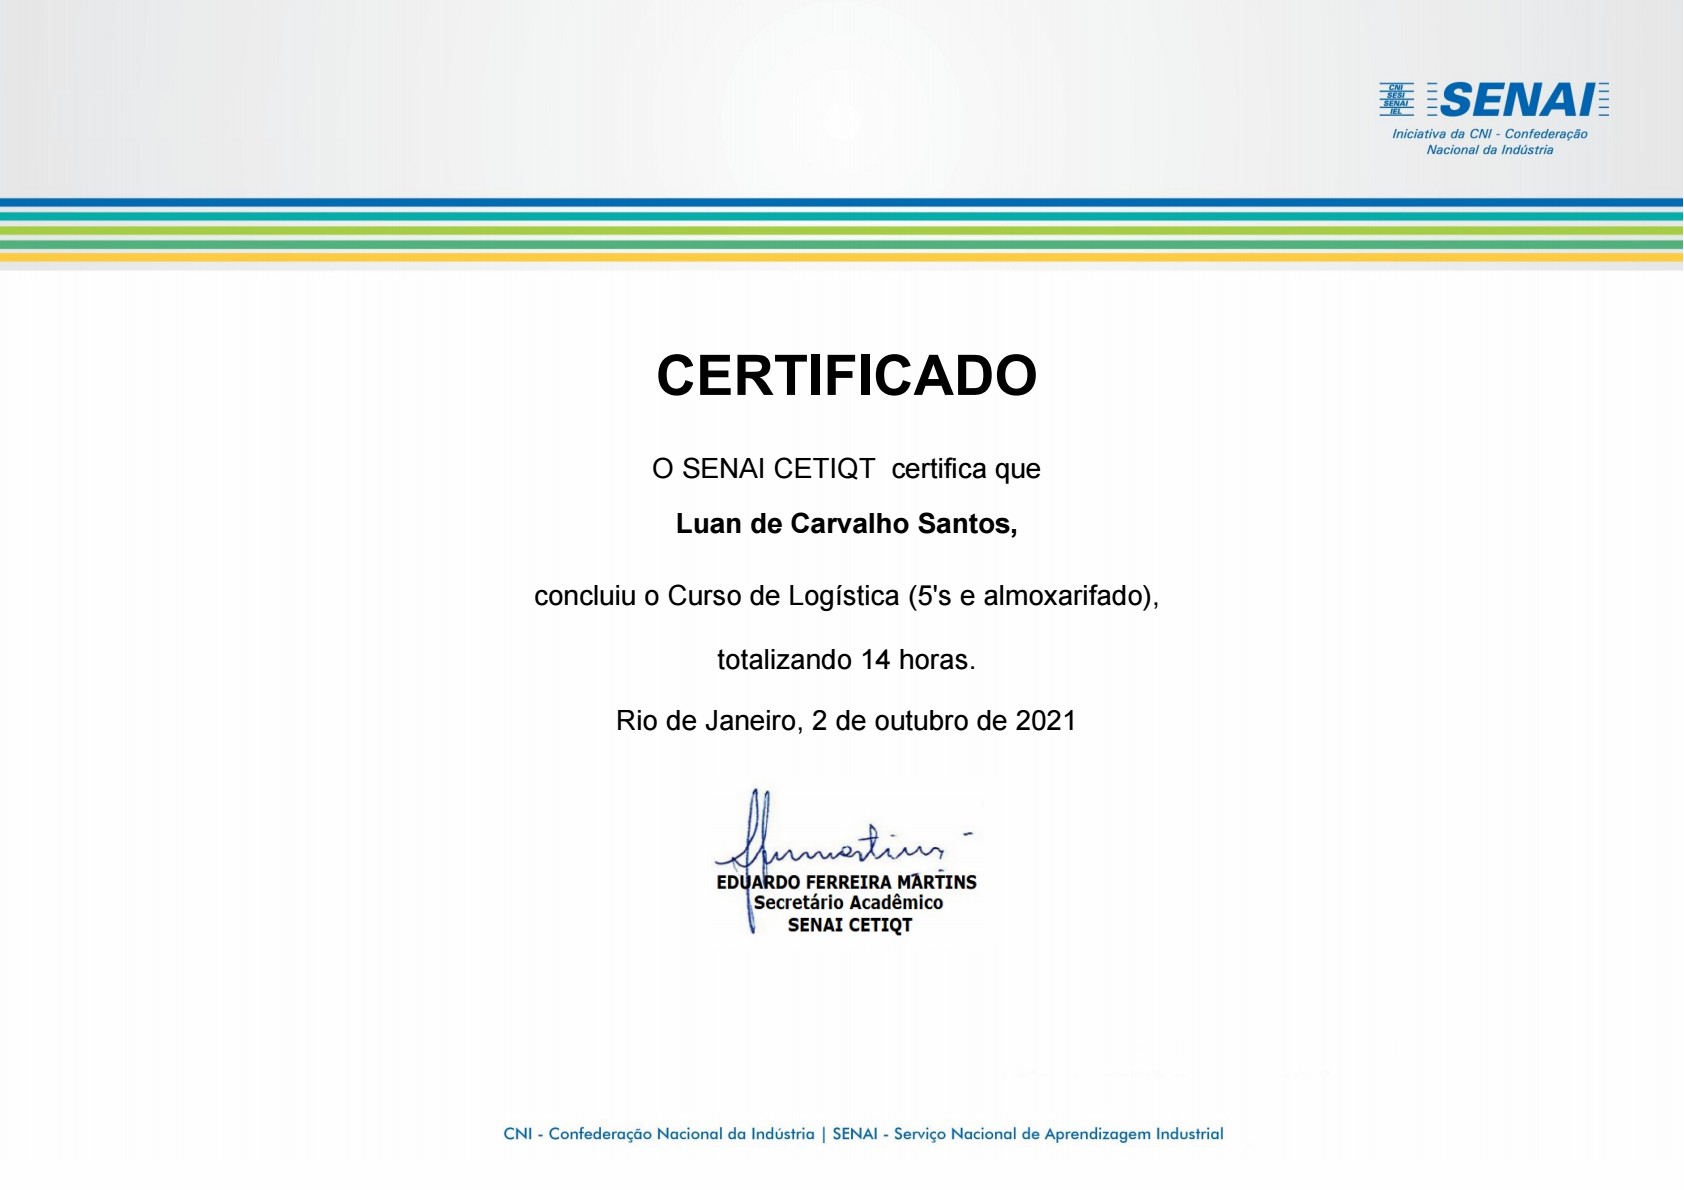 CNI
SESI
SENAI
IEL
SENAI
Iniciativa da CNI - Confederação
Nacional da Indústria
CERTIFICADO
O SENAI CETIQT  certifica que
Luan de Carvalho Santos,
concluiu o Curso de Logística (5's e almoxarifado),
totalizando 14 horas.
Rio de Janeiro, 2 de outubro de 2021
EDUARDO FERREIRA MARTINS
Secretário Acadêmico
SENAI CETIQT
CNI - Confederação Nacional da Indústria | SENAI - Serviço Nacional de Aprendizagem Industrial